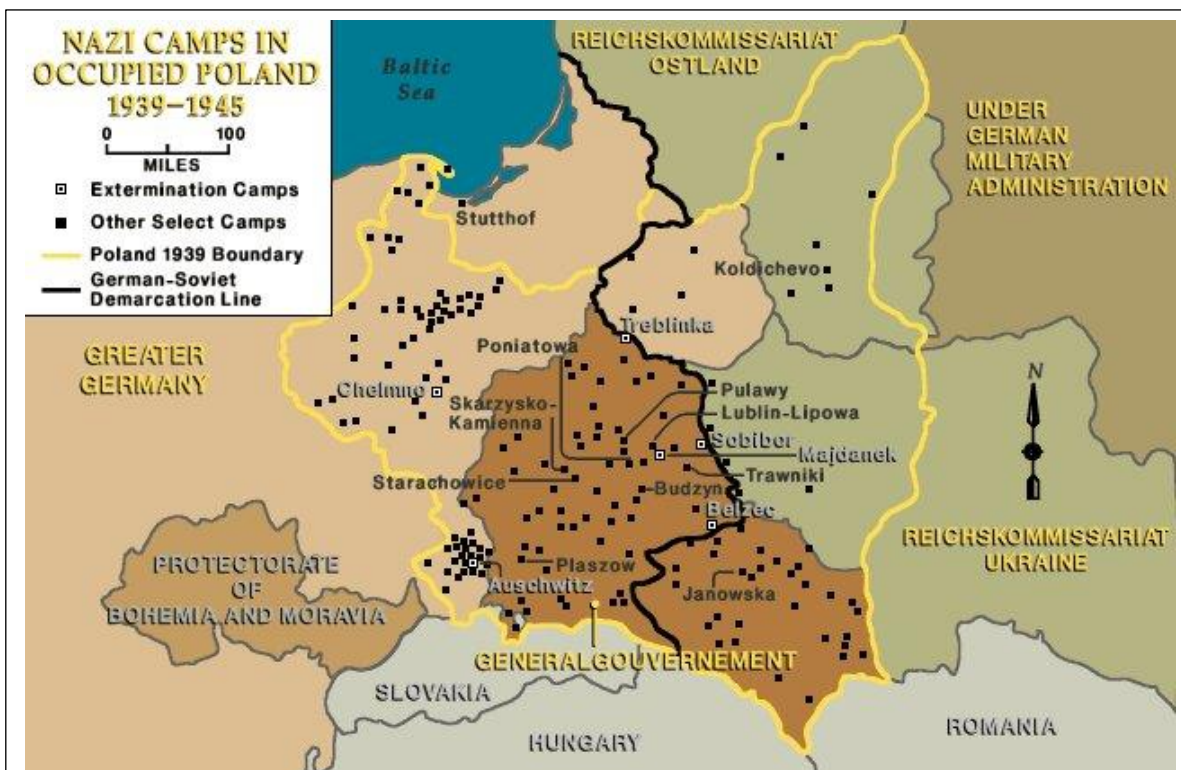 NAZI CAMPS IN
OCCUPIED POLAND
1939–1945
0 100
MILES
Extermination Camps
Other Select Camps
Poland 1939 Boundary
German-Soviet
Demarcation Line
Baltic
Sea
REICHSKOMMISSARIAT
OSTLAND
UNDER
GERMAN
MILITARY
ADMINISTRATION
Stutthof
Koldichevo
GREATER
GERMANY
Treblinka
Poniatowa
Chelmno
Skarzysko-
Kamienna
Pulawy
Lublin-Lipowa
Sobibor
Majdanek
Starachowice
Trawniki
Budzyn
Belzec
N
REICHSKOMMISSARIAT
UKRAINE
PROTECTORATE
OF
BOHEMIA AND MORAVIA
Plaszow
Auschwitz
Janowska
GENERALGOUVERNEMENT
SLOVAKIA
HUNGARY
ROMANIA